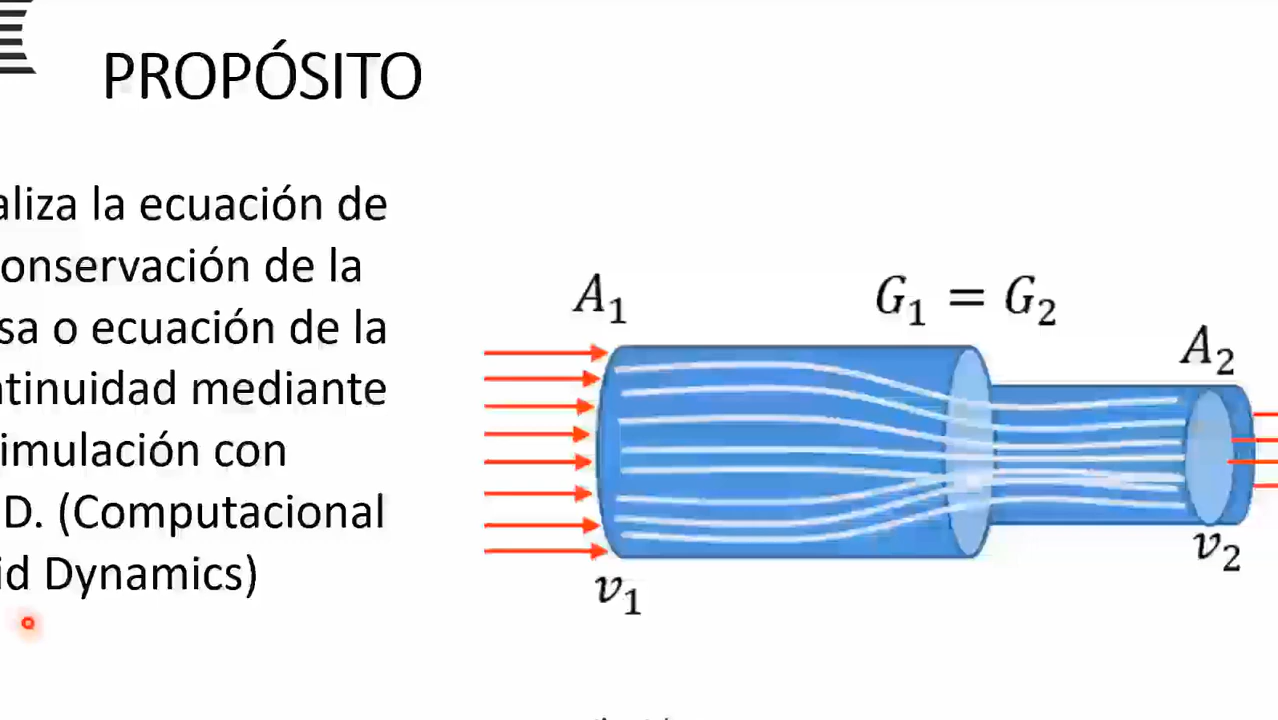 PROPÓSITO
aliza la ecuación de
onservación de la
sa o ecuación de la
ntinuidad mediante
imulación con
D. (Computacional
id Dynamics)
A₁
G₁ = G₂
A₂
v₁
v₂